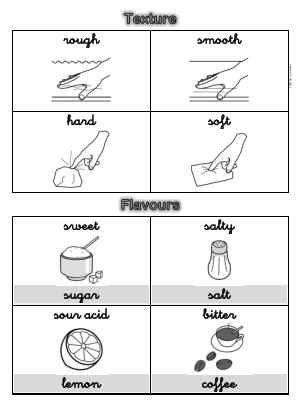 Texture
rough smooth
hard soft
Flavours
sweet salty
sugar salt
sour acid bitter
lemon coffee